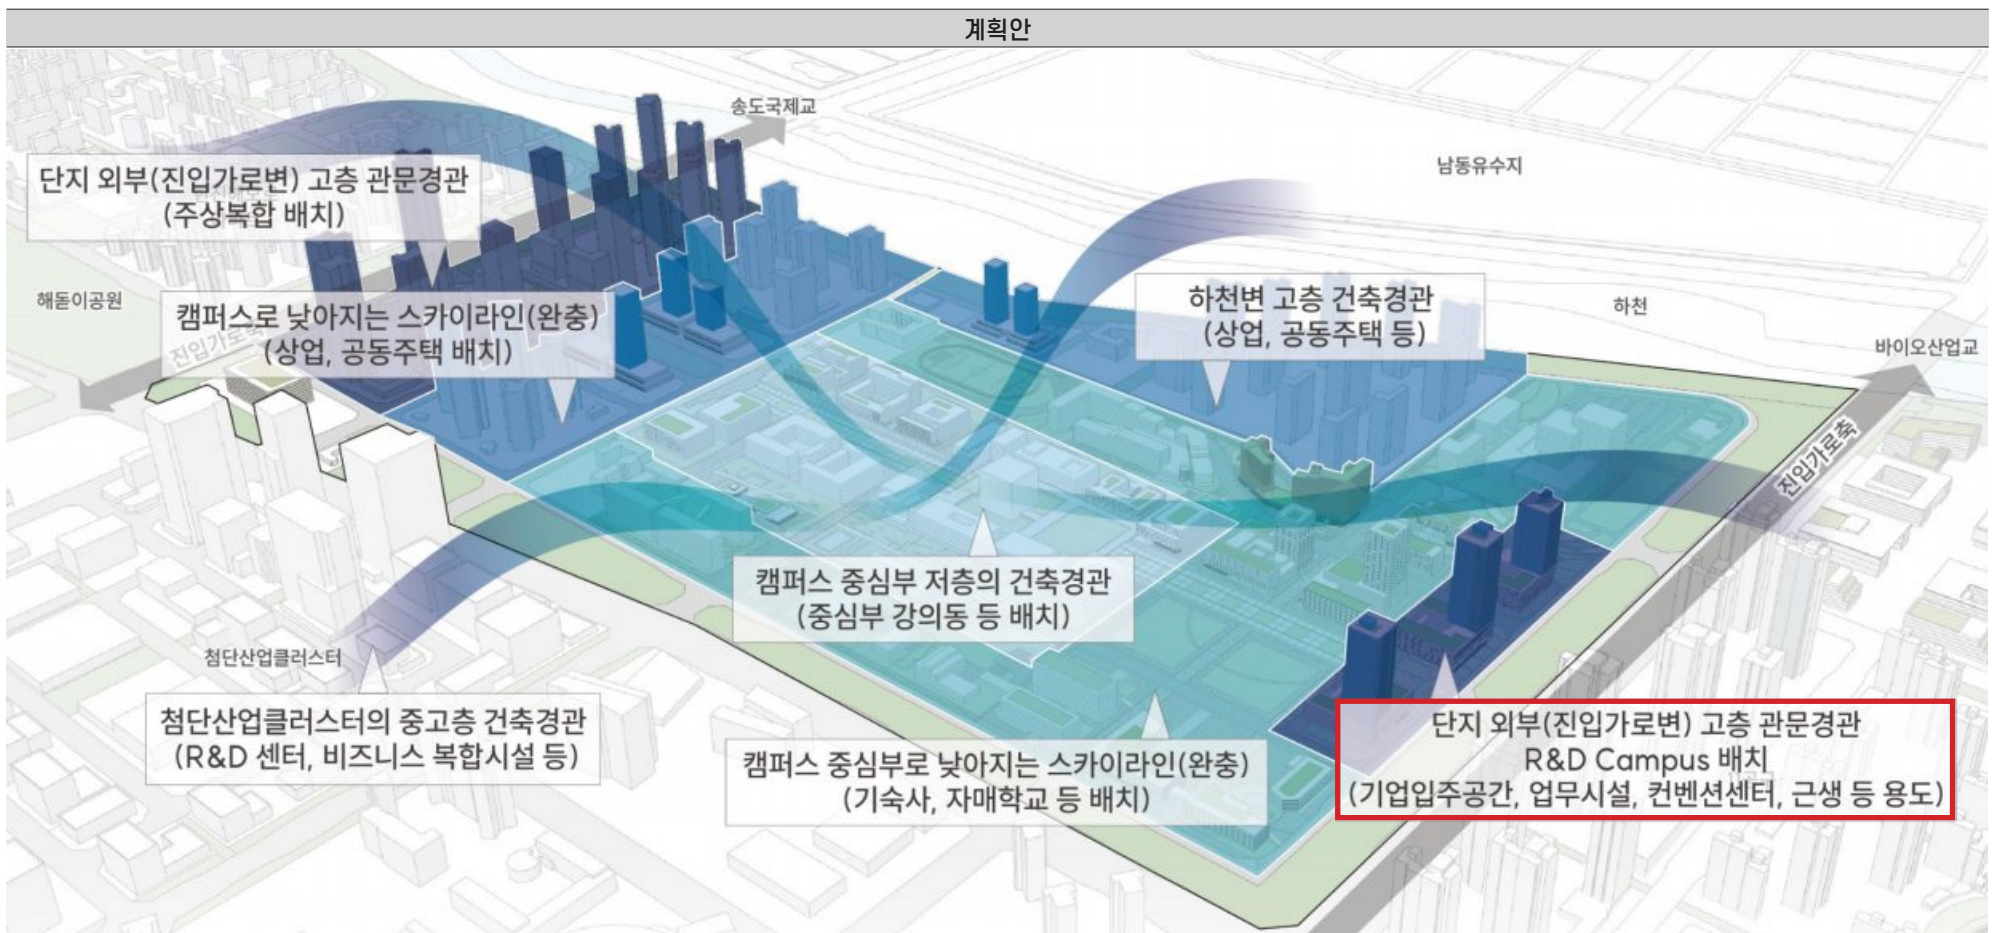 계획안
송도국제교
남동유수지
단지 외부(진입가로변) 고층 관문경관
(주상복합 배치)
해돋이공원
캠퍼스로 낮아지는 스카이라인(완충)
(상업, 공동주택 배치)
진입가로축
하천변 고층 건축경관
(상업, 공동주택 등)
하천
바이오산업교
진입가로축
캠퍼스 중심부 저층의 건축경관
(중심부 강의동 등 배치)
첨단산업클러스터
첨단산업클러스터의 중고층 건축경관
(R&D 센터, 비즈니스 복합시설 등)
캠퍼스 중심부로 낮아지는 스카이라인(완충)
(기숙사, 자매학교 등 배치)
단지 외부(진입가로변) 고층 관문경관
R&D Campus 배치
(기업입주공간, 업무시설, 컨벤션센터, 근생 등 용도)